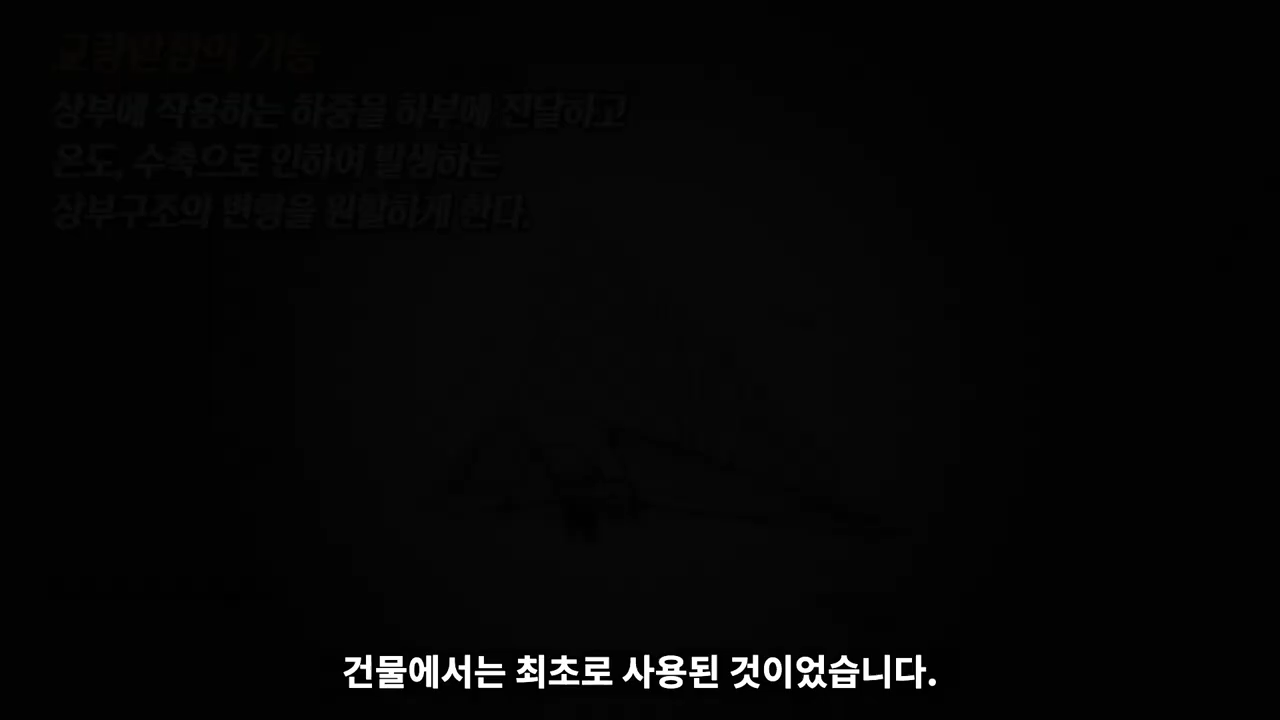 교량받침의 기능
상부에 작용하는 하중을 하부에 전달하고
온도, 수축으로 인하여 발생하는
상부구조의 변형을 원활하게 한다.
건물에서는 최초로 사용된 것이었습니다.